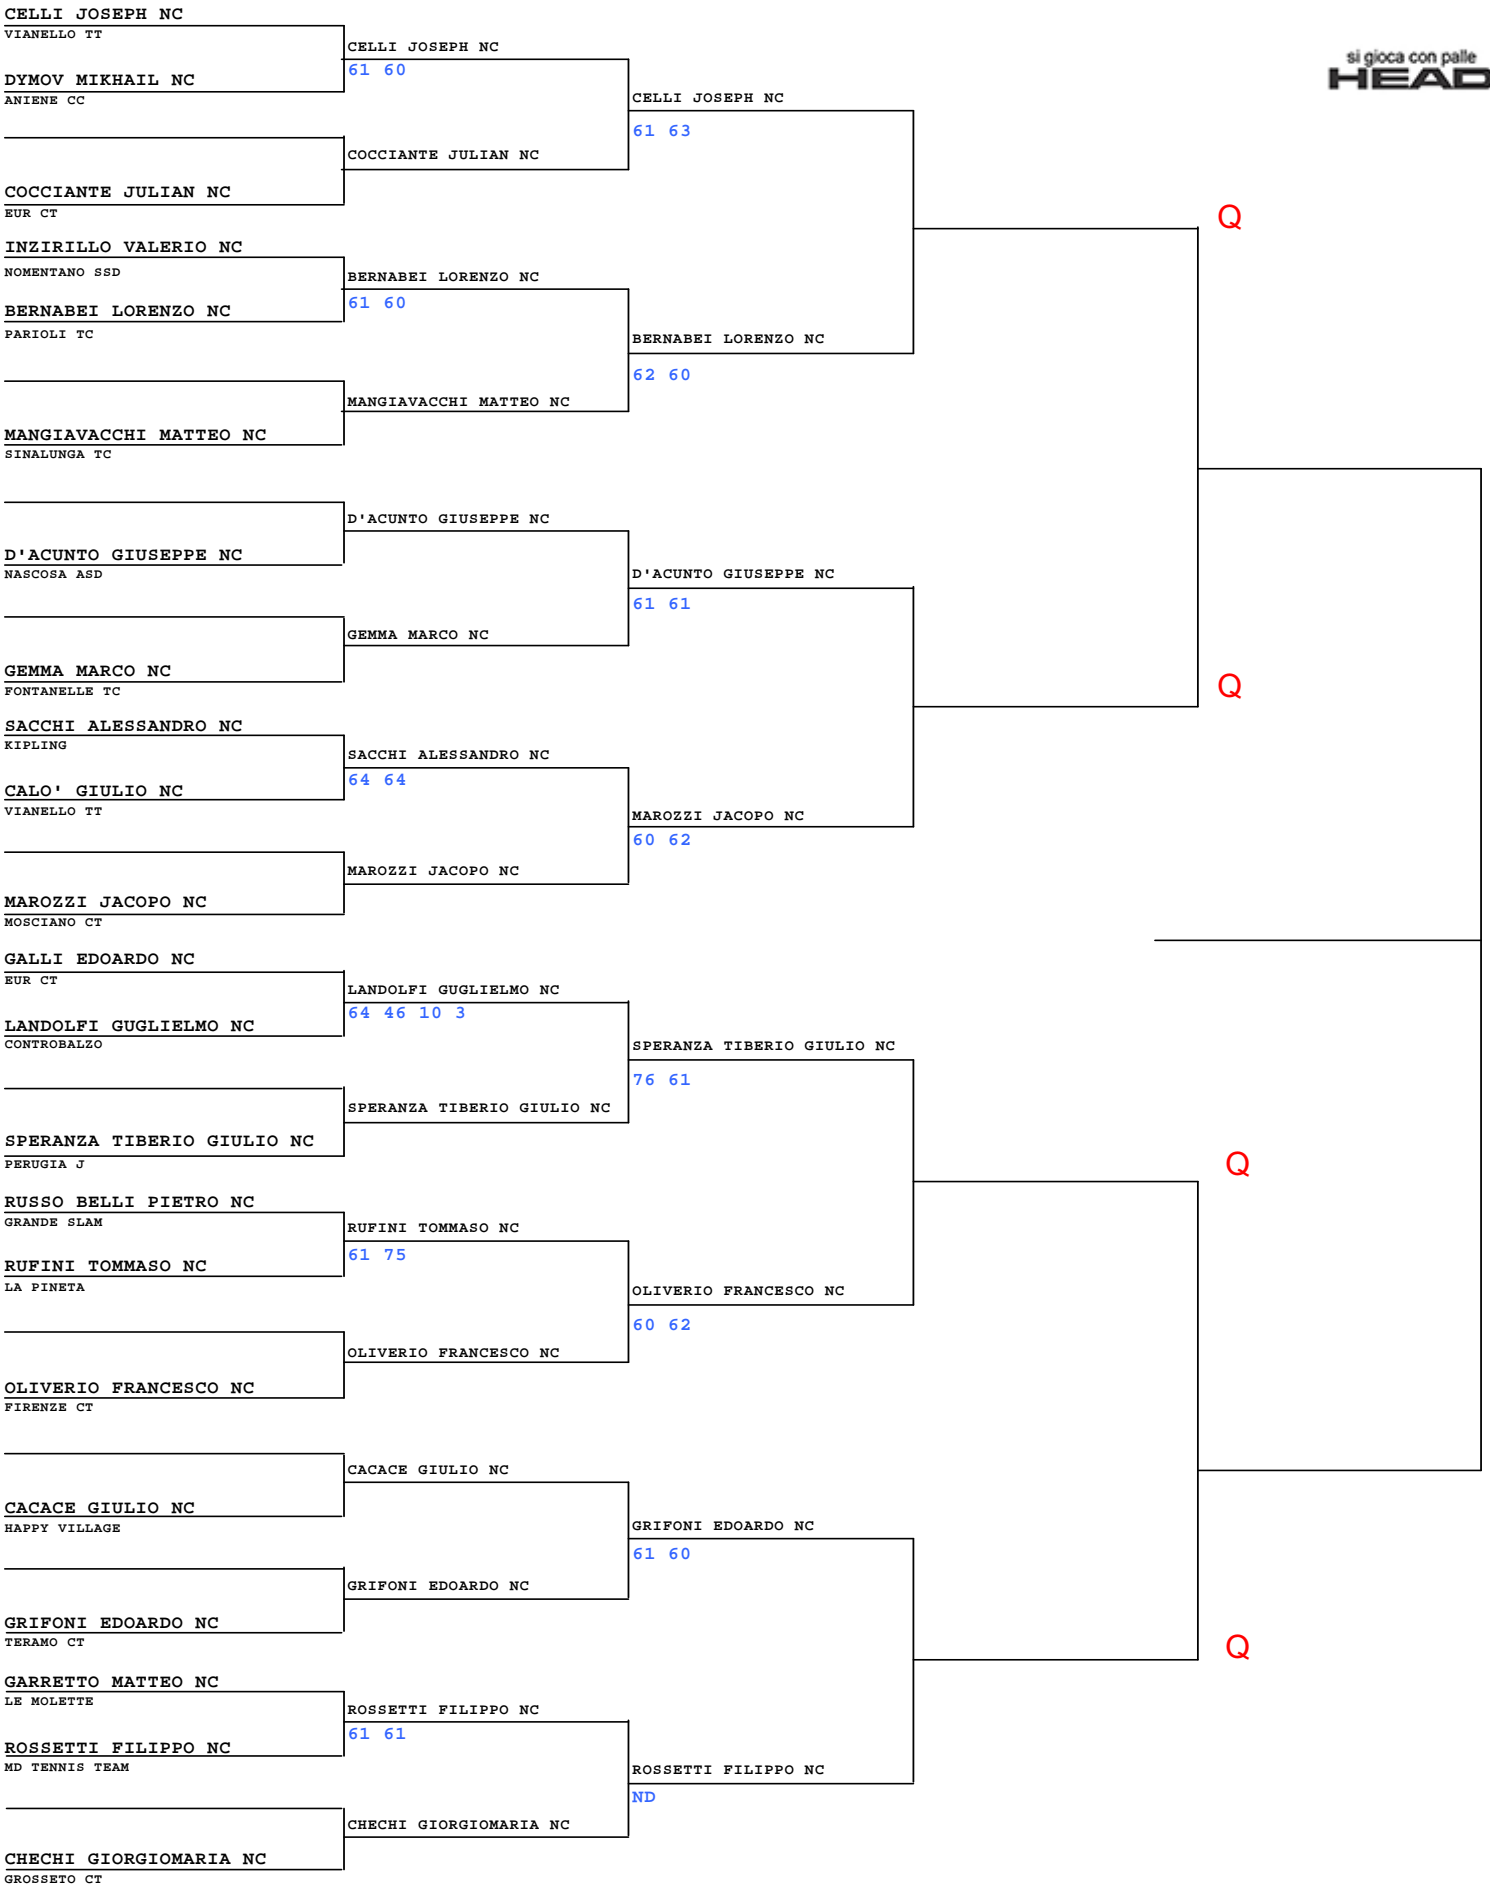 CELLI JOSEPH NC
VIANELLO TT
DYMOV MIKHAIL NC
ANIENE CC
COCCIANTE JULIAN NC
EUR CT
INZIRILLO VALERIO NC
NOMENTANO SSD
BERNABEI LORENZO NC
PARIOLI TC
MANGIAVACCHI MATTEO NC
SINALUNGA TC
D'ACUNTO GIUSEPPE NC
NASCOSA ASD
GEMMA MARCO NC
FONTANELLE TC
SACCHI ALESSANDRO NC
KIPLING
CALO' GIULIO NC
VIANELLO TT
MAROZZI JACOPO NC
MOSCIANO CT
GALLI EDOARDO NC
EUR CT
LANDOLFI GUGLIELMO NC
CONTROBALZO
SPERANZA TIBERIO GIULIO NC
PERUGIA J
RUSSO BELLI PIETRO NC
GRANDE SLAM
RUFINI TOMMASO NC
LA PINETA
OLIVERIO FRANCESCO NC
FIRENZE CT
CACACE GIULIO NC
HAPPY VILLAGE
GRIFONI EDOARDO NC
TERAMO CT
GARRETTO MATTEO NC
LE MOLETTE
ROSSETTI FILIPPO NC
MD TENNIS TEAM
CHECHI GIORGIOMARIA NC
GROSSETO CT
CELLI JOSEPH NC
61 60
COCCIANTE JULIAN NC
BERNABEI LORENZO NC
61 60
MANGIAVACCHI MATTEO NC
D'ACUNTO GIUSEPPE NC
GEMMA MARCO NC
SACCHI ALESSANDRO NC
64 64
MAROZZI JACOPO NC
LANDOLFI GUGLIELMO NC
64 46 10 3
SPERANZA TIBERIO GIULIO NC
RUFINI TOMMASO NC
61 75
OLIVERIO FRANCESCO NC
CACACE GIULIO NC
GRIFONI EDOARDO NC
ROSSETTI FILIPPO NC
61 61
CHECHI GIORGIOMARIA NC
CELLI JOSEPH NC
61 63
BERNABEI LORENZO NC
62 60
D'ACUNTO GIUSEPPE NC
61 61
MAROZZI JACOPO NC
60 62
SPERANZA TIBERIO GIULIO NC
76 61
OLIVERIO FRANCESCO NC
60 62
GRIFONI EDOARDO NC
61 60
ROSSETTI FILIPPO NC
ND
Q
Q
Q
Q
si gioca con palle
HEAD